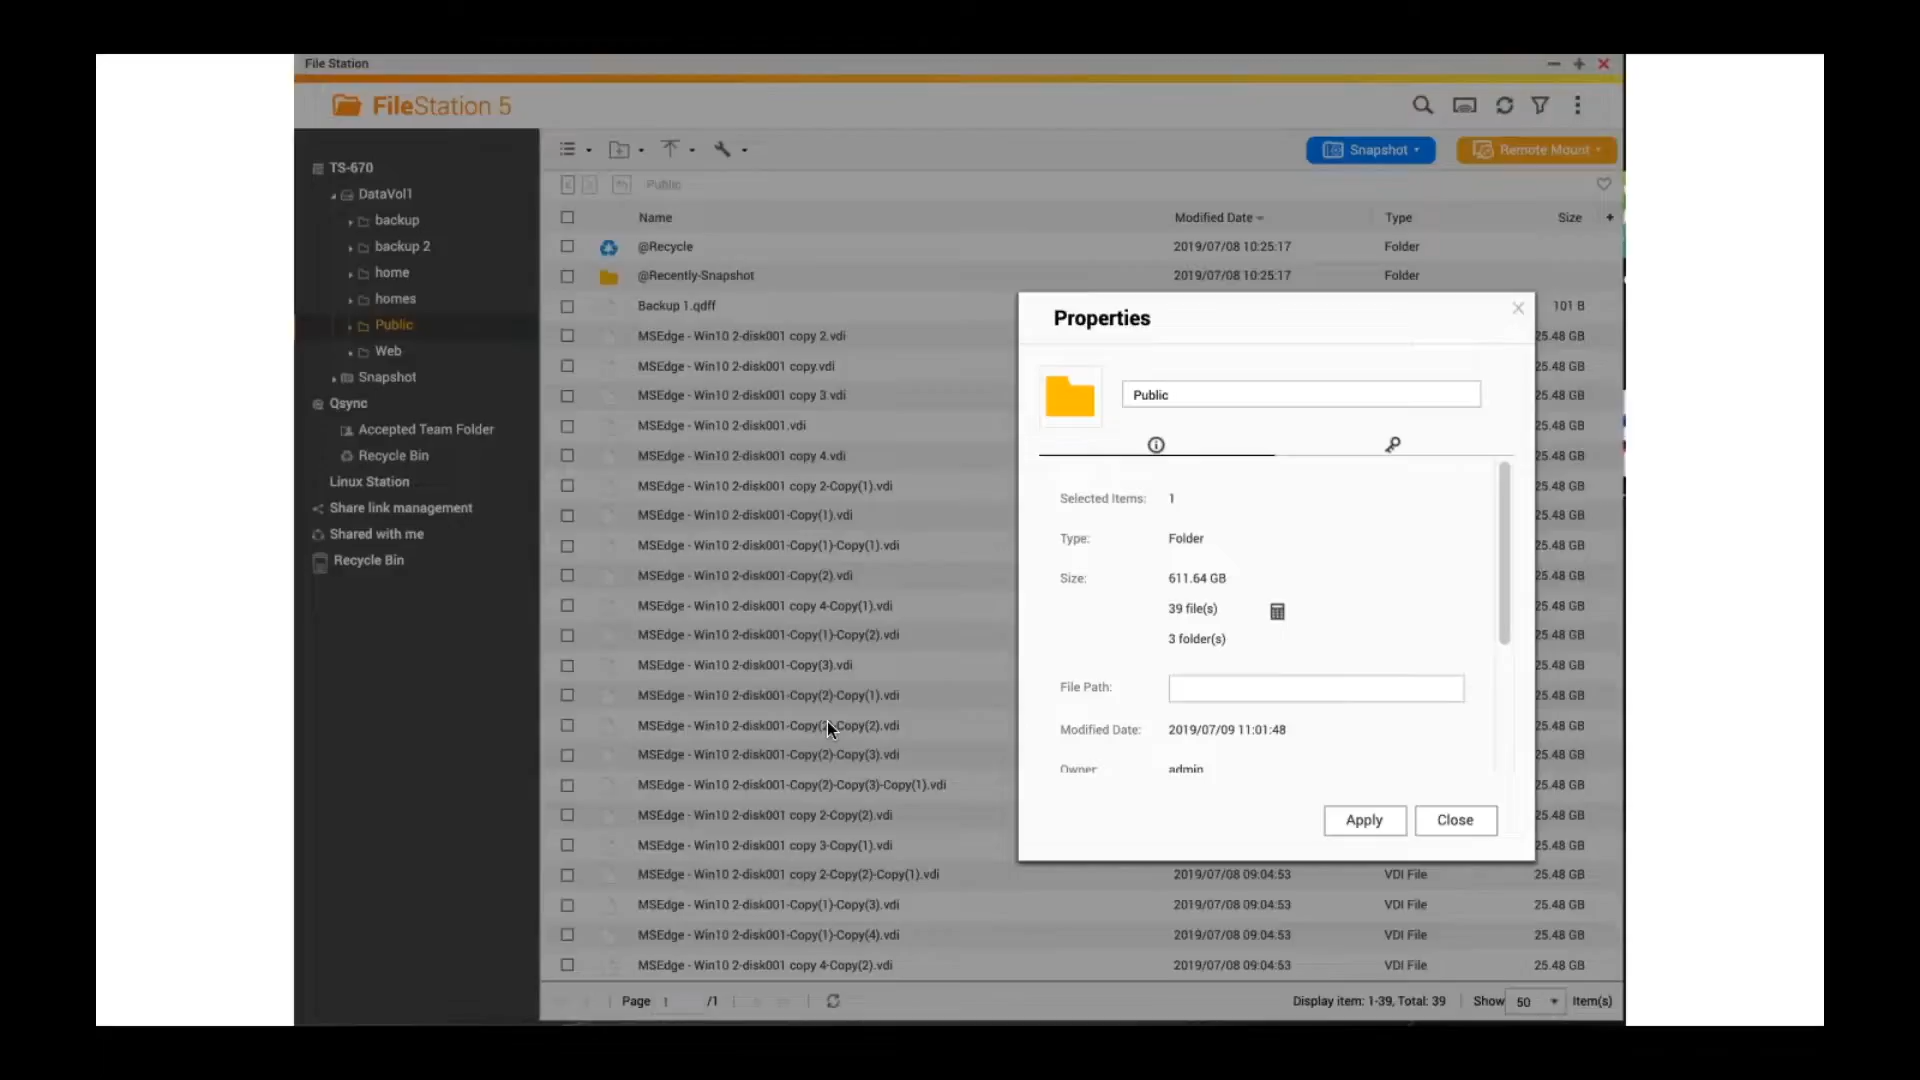 File Station
FileStation 5
TS-670
DataVol1
backup
backup 2
home
homes
Public
Web
Snapshot
Qsync
Accepted Team Folder
Recycle Bin
Linux Station
Share link management
Shared with me
Recycle Bin
Snapshot
Remote Mount
Public
Name Modified Date Type Size
@Recycle 2019/07/08 10:25:17 Folder
@Recently-Snapshot 2019/07/08 10:25:17 Folder
Backup 1.qdff 101 B
MSEdge - Win10 2-disk001 copy 2.vdi 25.48 GB
MSEdge - Win10 2-disk001 copy.vdi 25.48 GB
MSEdge - Win10 2-disk001 copy 3.vdi 25.48 GB
MSEdge - Win10 2-disk001.vdi 25.48 GB
MSEdge - Win10 2-disk001 copy 4.vdi 25.48 GB
MSEdge - Win10 2-disk001 copy 2-Copy(1).vdi 25.48 GB
MSEdge - Win10 2-disk001-Copy(1).vdi 25.48 GB
MSEdge - Win10 2-disk001-Copy(1)-Copy(1).vdi 25.48 GB
MSEdge - Win10 2-disk001-Copy(2).vdi 25.48 GB
MSEdge - Win10 2-disk001 copy 4-Copy(1).vdi 25.48 GB
MSEdge - Win10 2-disk001-Copy(1)-Copy(2).vdi 25.48 GB
MSEdge - Win10 2-disk001-Copy(3).vdi 25.48 GB
MSEdge - Win10 2-disk001-Copy(2)-Copy(1).vdi 25.48 GB
MSEdge - Win10 2-disk001-Copy(2)-Copy(2).vdi 25.48 GB
MSEdge - Win10 2-disk001-Copy(2)-Copy(3).vdi 25.48 GB
MSEdge - Win10 2-disk001-Copy(2)-Copy(3)-Copy(1).vdi 25.48 GB
MSEdge - Win10 2-disk001 copy 2-Copy(2).vdi 25.48 GB
MSEdge - Win10 2-disk001 copy 3-Copy(1).vdi 25.48 GB
MSEdge - Win10 2-disk001 copy 2-Copy(2)-Copy(1).vdi 2019/07/08 09:04:53 VDI File 25.48 GB
MSEdge - Win10 2-disk001-Copy(1)-Copy(3).vdi 2019/07/08 09:04:53 VDI File 25.48 GB
MSEdge - Win10 2-disk001-Copy(1)-Copy(4).vdi 2019/07/08 09:04:53 VDI File 25.48 GB
MSEdge - Win10 2-disk001 copy 4-Copy(2).vdi 2019/07/08 09:04:53 VDI File 25.48 GB
Page 1 /1 Display item: 1-39, Total: 39 Show 50 Item(s)
Properties
Public
Selected Items: 1
Type: Folder
Size: 611.64 GB
39 file(s)
3 folder(s)
File Path:
Modified Date: 2019/07/09 11:01:48
Owner: admin
Apply Close